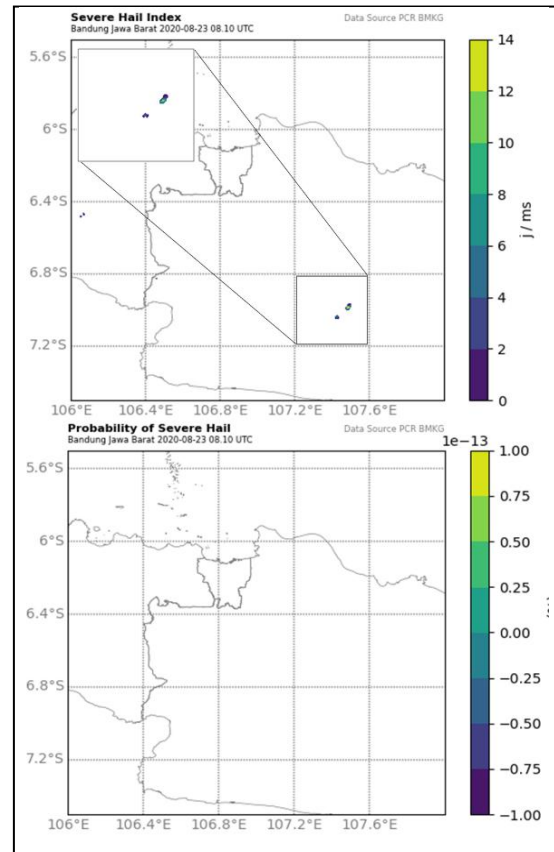 Severe Hail Index
Data Source PCR BMKG
Bandung Jawa Barat 2020-08-23 08.10 UTC
5.6°S
6°S
6.4°S
6.8°S
7.2°S
106°E 106.4°E 106.8°E 107.2°E 107.6°E
14
12
10
8
6
4
2
0
j / ms
Probability of Severe Hail
Data Source PCR BMKG
Bandung Jawa Barat 2020-08-23 08.10 UTC
1e−13
5.6°S
6°S
6.4°S
6.8°S
7.2°S
106°E 106.4°E 106.8°E 107.2°E 107.6°E
1.00
0.75
0.50
0.25
0.00
−0.25
−0.50
−0.75
−1.00